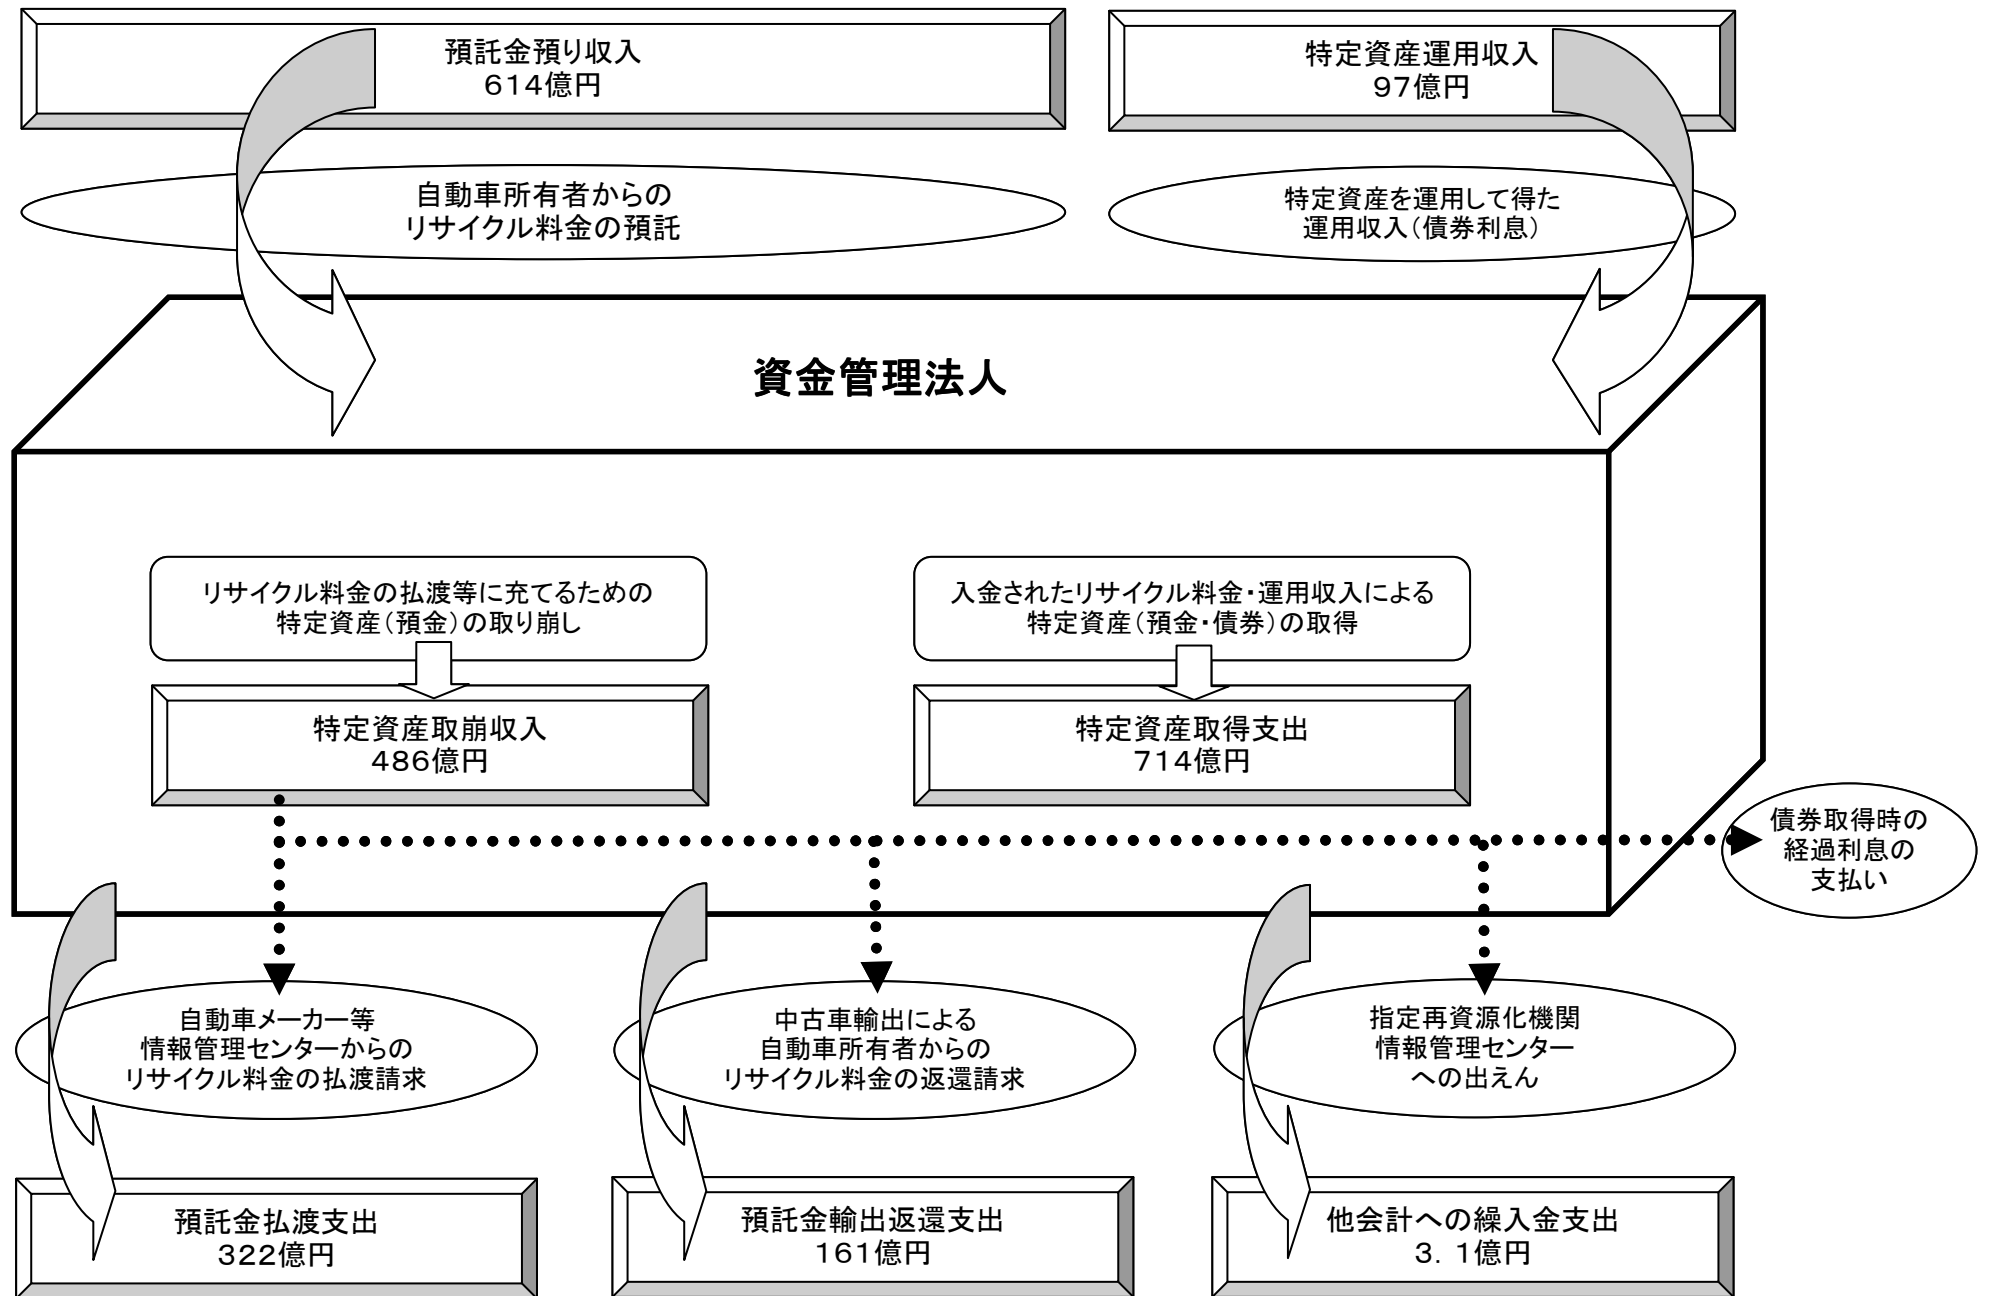 預託金預り収入
614億円
特定資産運用収入
97億円
自動車所有者からの
リサイクル料金の預託
特定資産を運用して得た
運用収入(債券利息)
資金管理法人
リサイクル料金の払渡等に充てるための
特定資産(預金)の取り崩し
入金されたリサイクル料金・運用収入による
特定資産(預金・債券)の取得
特定資産取崩収入
486億円
特定資産取得支出
714億円
債券取得時の
経過利息の
支払い
自動車メーカー等
情報管理センターからの
リサイクル料金の払渡請求
中古車輸出による
自動車所有者からの
リサイクル料金の返還請求
指定再資源化機関
情報管理センター
への出えん
預託金払渡支出
322億円
預託金輸出返還支出
161億円
他会計への繰入金支出
3.1億円